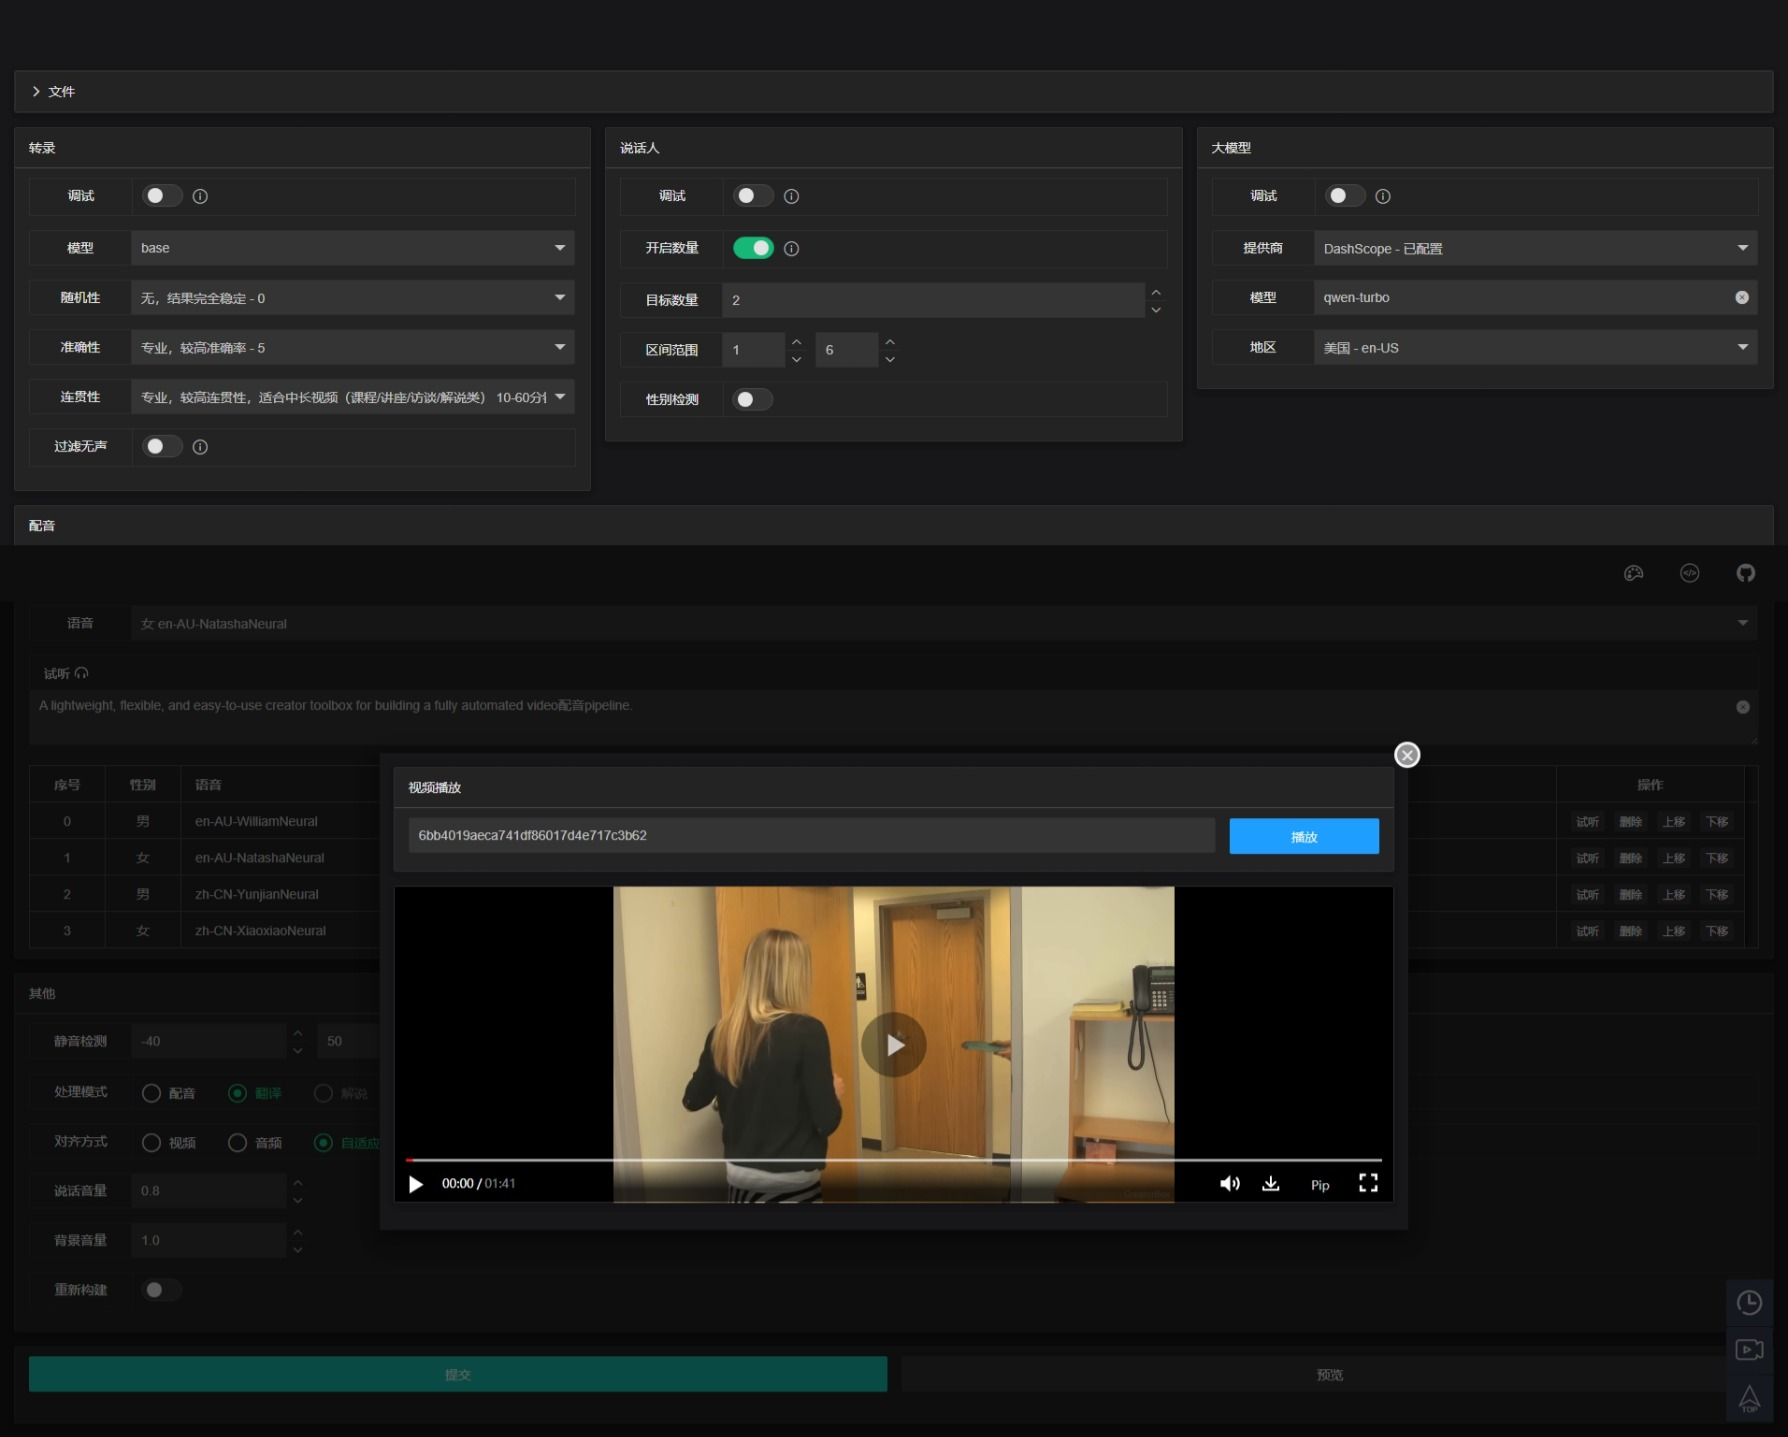 文件
转录
调试
模型 base
随机性 无，结果完全稳定 - 0
准确性 专业，较高准确率 - 5
连贯性 专业，较高连贯性，适合中长视频（课程/讲座/访谈/解说类） 10-60分
过滤无声
说话人
调试
开启数量
目标数量 2
区间范围 1 6
性别检测
大模型
调试
提供商 DashScope - 已配置
模型 qwen-turbo
地区 美国 - en-US
配音
语音 女 en-AU-NatashaNeural
试听
A lightweight, flexible, and easy-to-use creator toolbox for building a fully automated video配音pipeline.
序号 性别 语音 操作
0 男 en-AU-WilliamNeural 试听 删除 上移 下移
1 女 en-AU-NatashaNeural 试听 删除 上移 下移
2 男 zh-CN-YunjianNeural 试听 删除 上移 下移
3 女 zh-CN-XiaoxiaoNeural 试听 删除 上移 下移
视频播放
6bb4019aeca741df86017d4e717c3b62 播放
00:00 / 01:41 Pip
其他
静音检测 -40 50
处理模式 配音 翻译 解说
对齐方式 视频 音频 自适应
说话音量 0.8
背景音量 1.0
重新构建
提交 预览
TOP